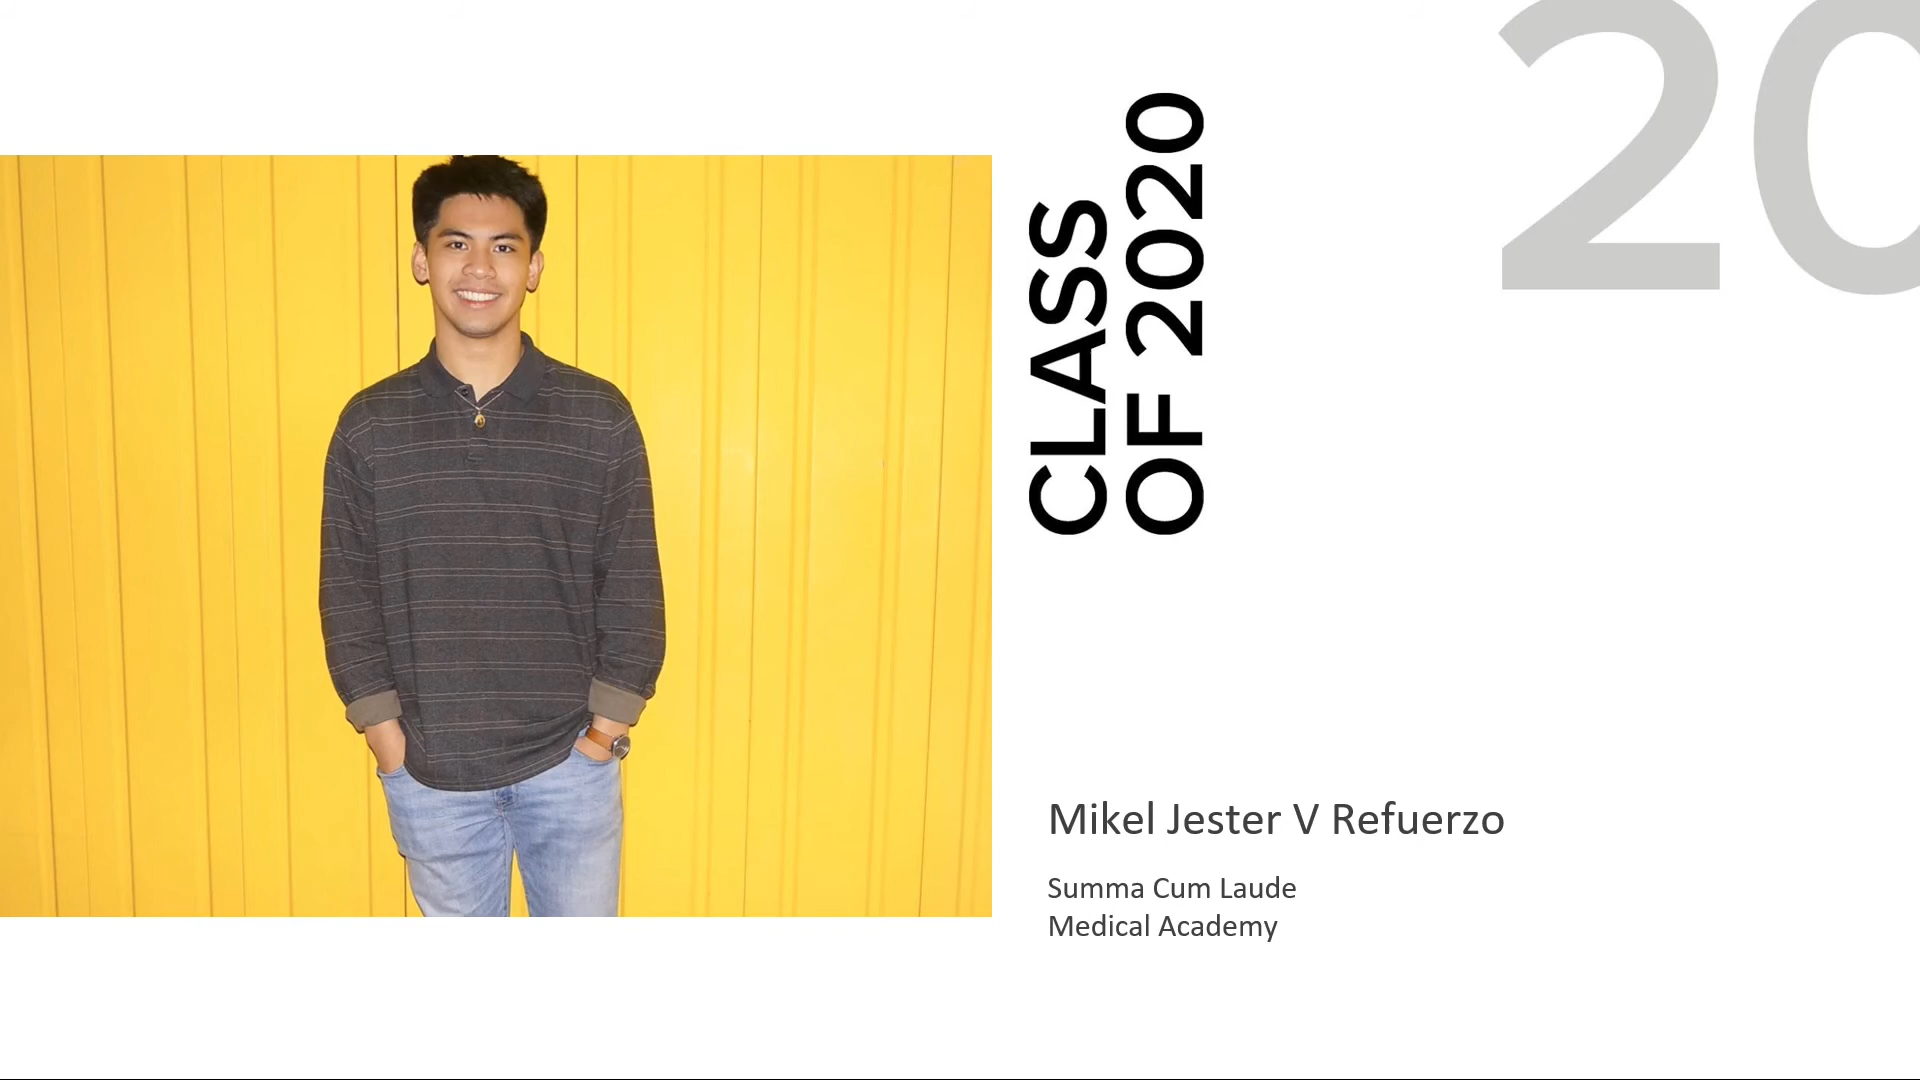 CLASS
OF 2020
20
Mikel Jester V Refuerzo
Summa Cum Laude
Medical Academy